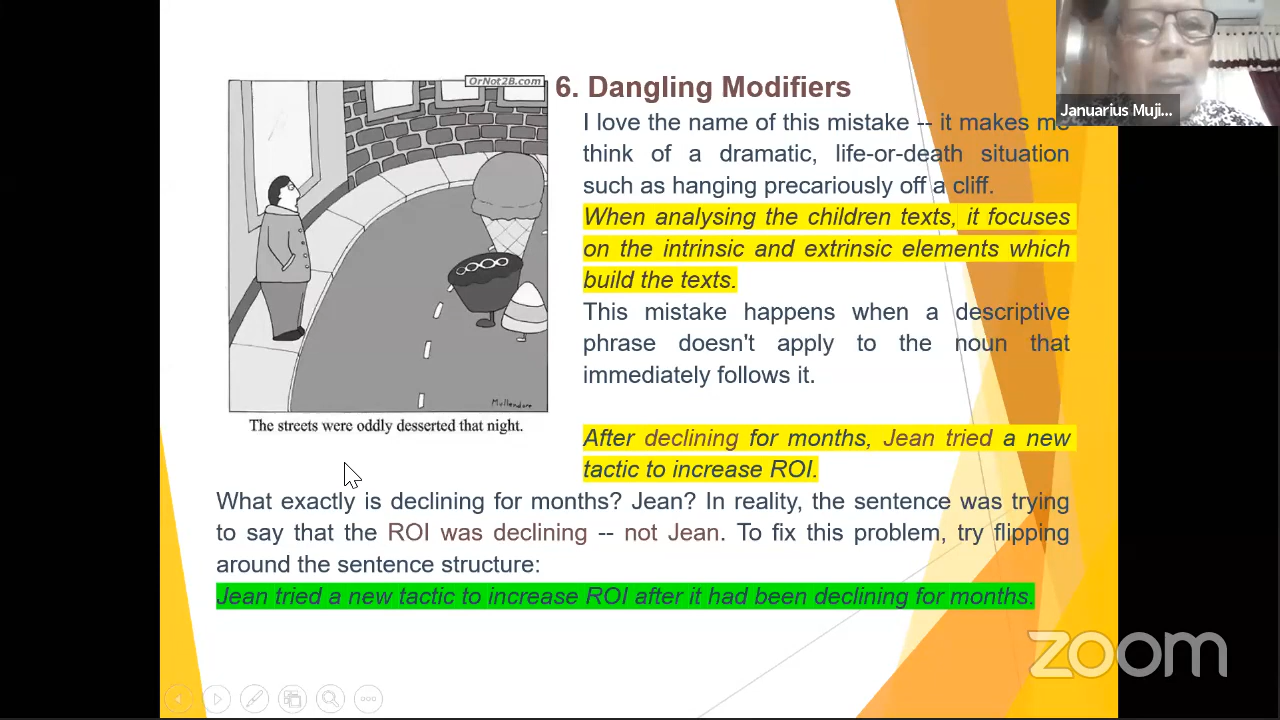 OrNot2B.com
Mullendore
The streets were oddly desserted that night.
6. Dangling Modifiers
I love the name of this mistake -- it makes me
think of a dramatic, life-or-death situation
such as hanging precariously off a cliff.
When analysing the children texts, it focuses
on the intrinsic and extrinsic elements which
build the texts.
This mistake happens when a descriptive
phrase doesn't apply to the noun that
immediately follows it.
After declining for months, Jean tried a new
tactic to increase ROI.
What exactly is declining for months? Jean? In reality, the sentence was trying
to say that the ROI was declining -- not Jean. To fix this problem, try flipping
around the sentence structure:
Jean tried a new tactic to increase ROI after it had been declining for months.
Januarius Muji...
zoom